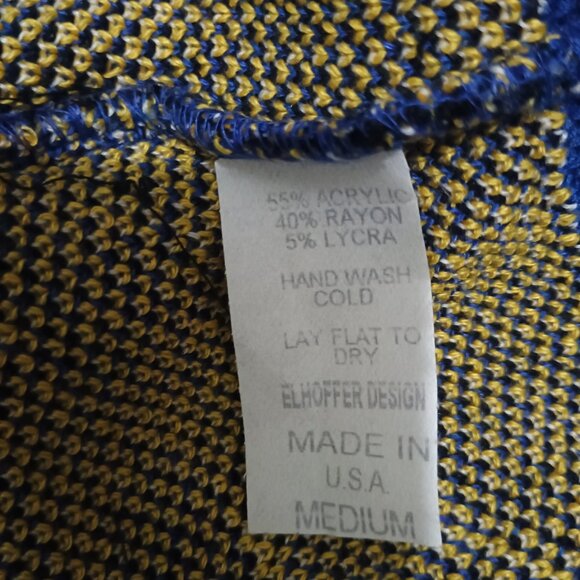 55% ACRYLIC
40% RAYON
5% LYCRA
HAND WASH
COLD
LAY FLAT TO
DRY
ELHOFFER DESIGN
MADE IN
U.S.A.
MEDIUM